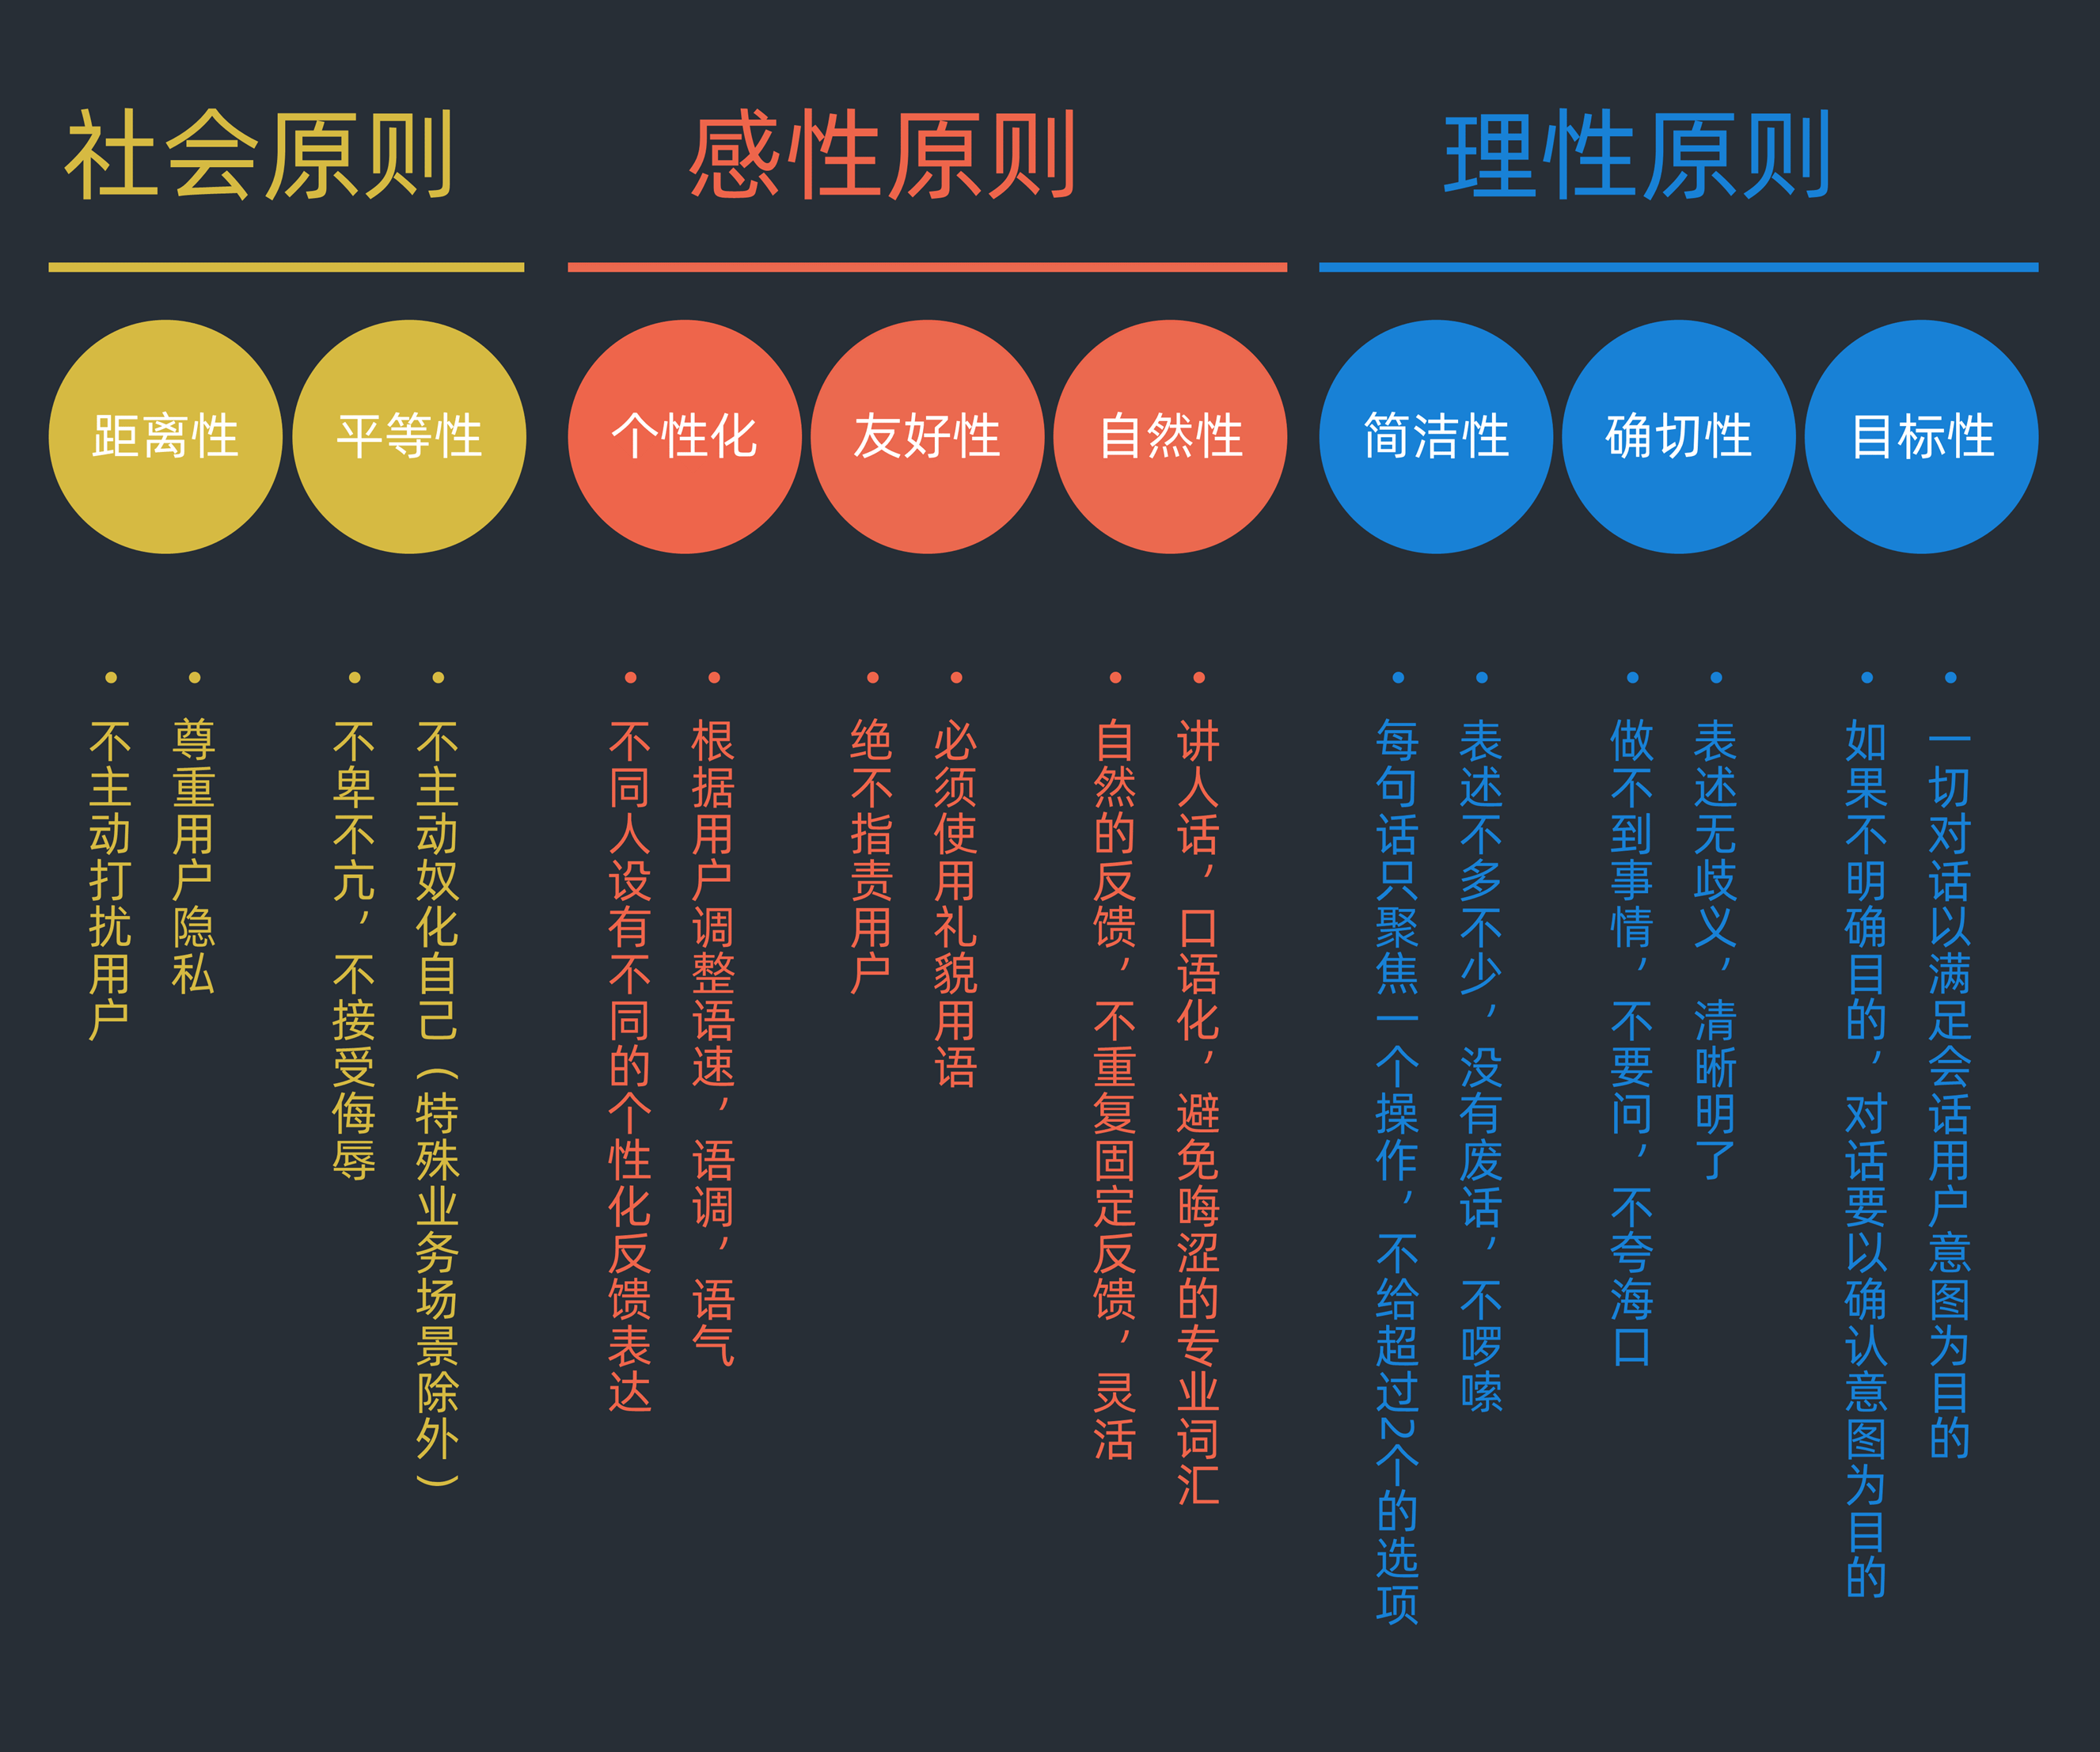 社会原则
感性原则
理性原则
距离性
平等性
个性化
友好性
自然性
简洁性
确切性
目标性
• 尊重用户隐私
• 不主动打扰用户
• 不主动奴化自己（特殊业务场景除外）
• 不卑不亢，不接受侮辱
• 根据用户调整语速，语调，语气
• 不同人设有不同的个性化反馈表达
• 必须使用礼貌用语
• 绝不指责用户
• 讲人话，口语化，避免晦涩的专业词汇
• 自然的反馈，不重复固定反馈，灵活
• 表述不多不少，没有废话，不啰嗦
• 每句话只聚焦一个操作，不给超过2个的选项
• 表述无歧义，清晰明了
• 做不到事情，不要问，不夸海口
• 一切对话以满足会话用户意图为目的
• 如果不明确目的，对话要以确认意图为目的